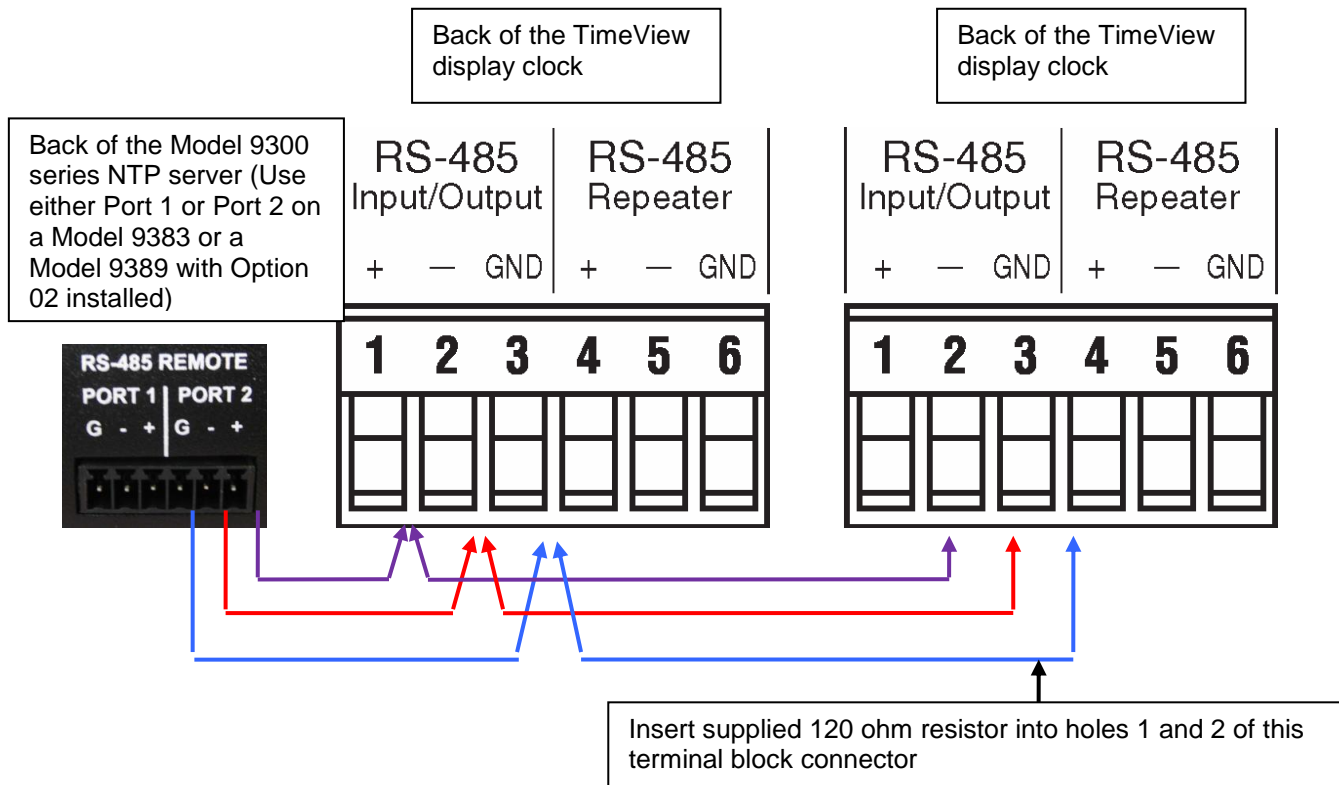 Back of the TimeView
display clock
Back of the TimeView
display clock
Back of the Model 9300
series NTP server (Use
either Port 1 or Port 2 on
a Model 9383 or a
Model 9389 with Option
02 installed)
RS-485 RS-485
Input/Output Repeater
+ — GND + — GND
1 2 3 4 5 6
RS-485 RS-485
Input/Output Repeater
+ — GND + — GND
1 2 3 4 5 6
RS-485 REMOTE
PORT 1 PORT 2
G - + G - +
Insert supplied 120 ohm resistor into holes 1 and 2 of this
terminal block connector